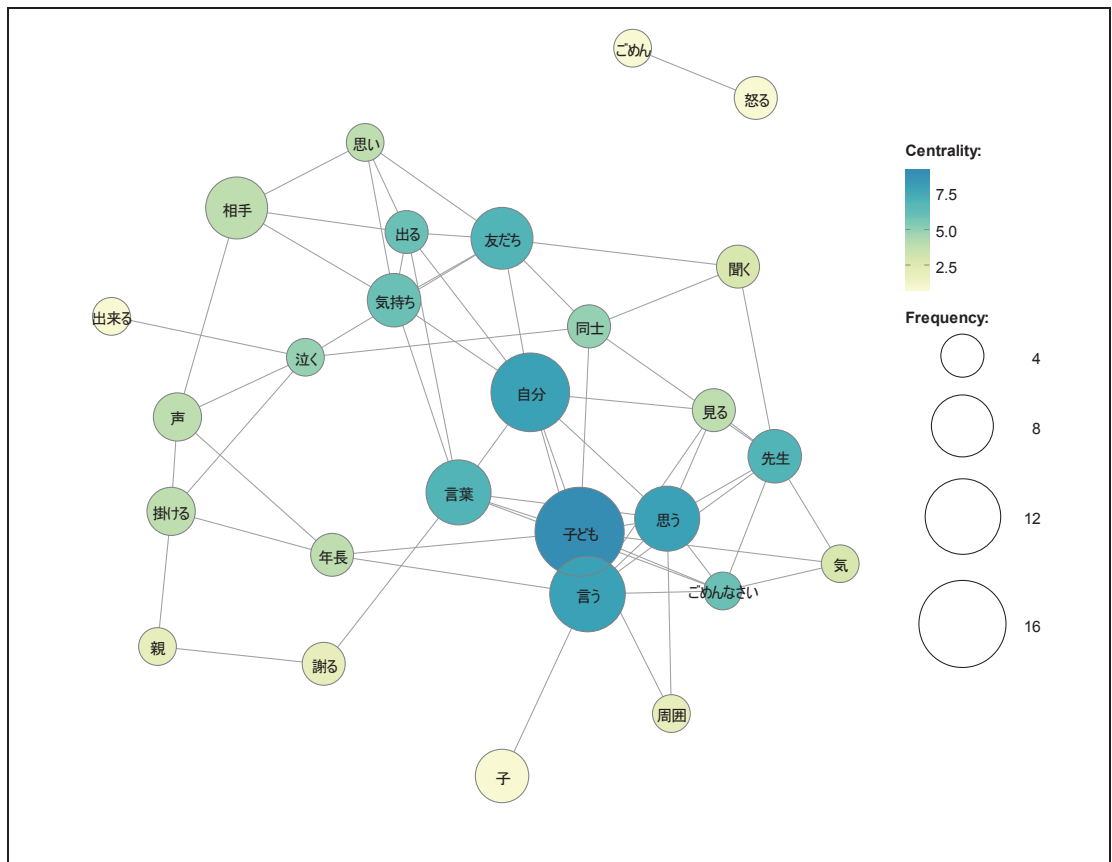 ごめん
怒る
思い
相手
出る
友だち
聞く
気持ち
出来る
同士
泣く
自分
見る
声
先生
言葉
掛ける
思う
子ども
年長
気
言う
ごめんなさい
親
謝る
周囲
子
Centrality:
7.5
5.0
2.5
Frequency:
4
8
12
16